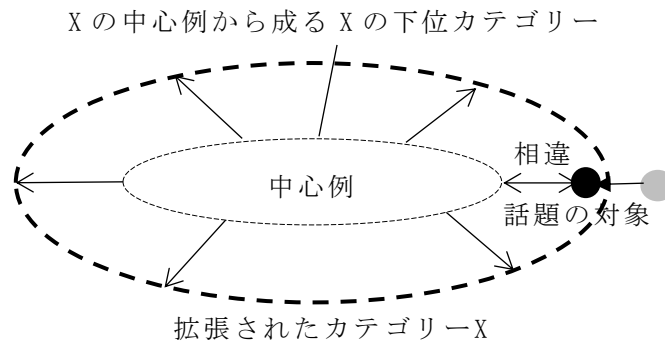 Xの中心例から成るXの下位カテゴリー
相違
中心例
話題の対象
拡張されたカテゴリーX